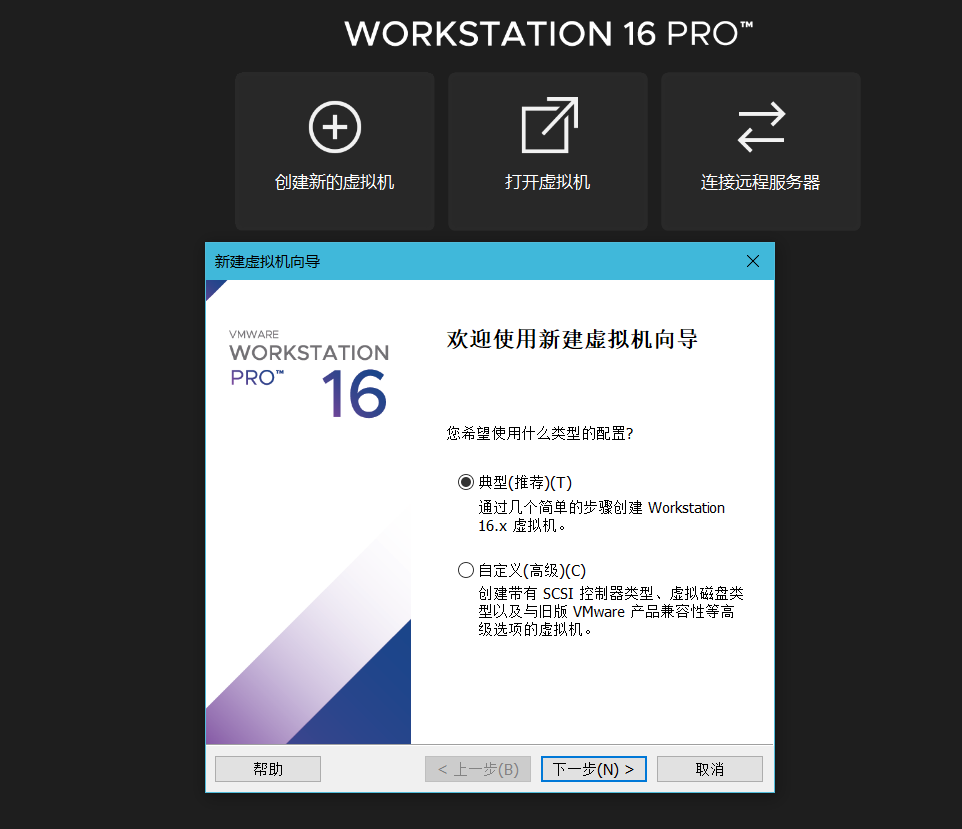 WORKSTATION 16 PRO™
创建新的虚拟机
打开虚拟机
连接远程服务器
新建虚拟机向导
VMWARE
WORKSTATION
PRO™
16
欢迎使用新建虚拟机向导
您希望使用什么类型的配置?
典型(推荐)(T)
通过几个简单的步骤创建 Workstation
16.x 虚拟机。
自定义(高级)(C)
创建带有 SCSI 控制器类型、虚拟磁盘类
型以及与旧版 VMware 产品兼容性等高
级选项的虚拟机。
帮助
< 上一步(B)
下一步(N) >
取消